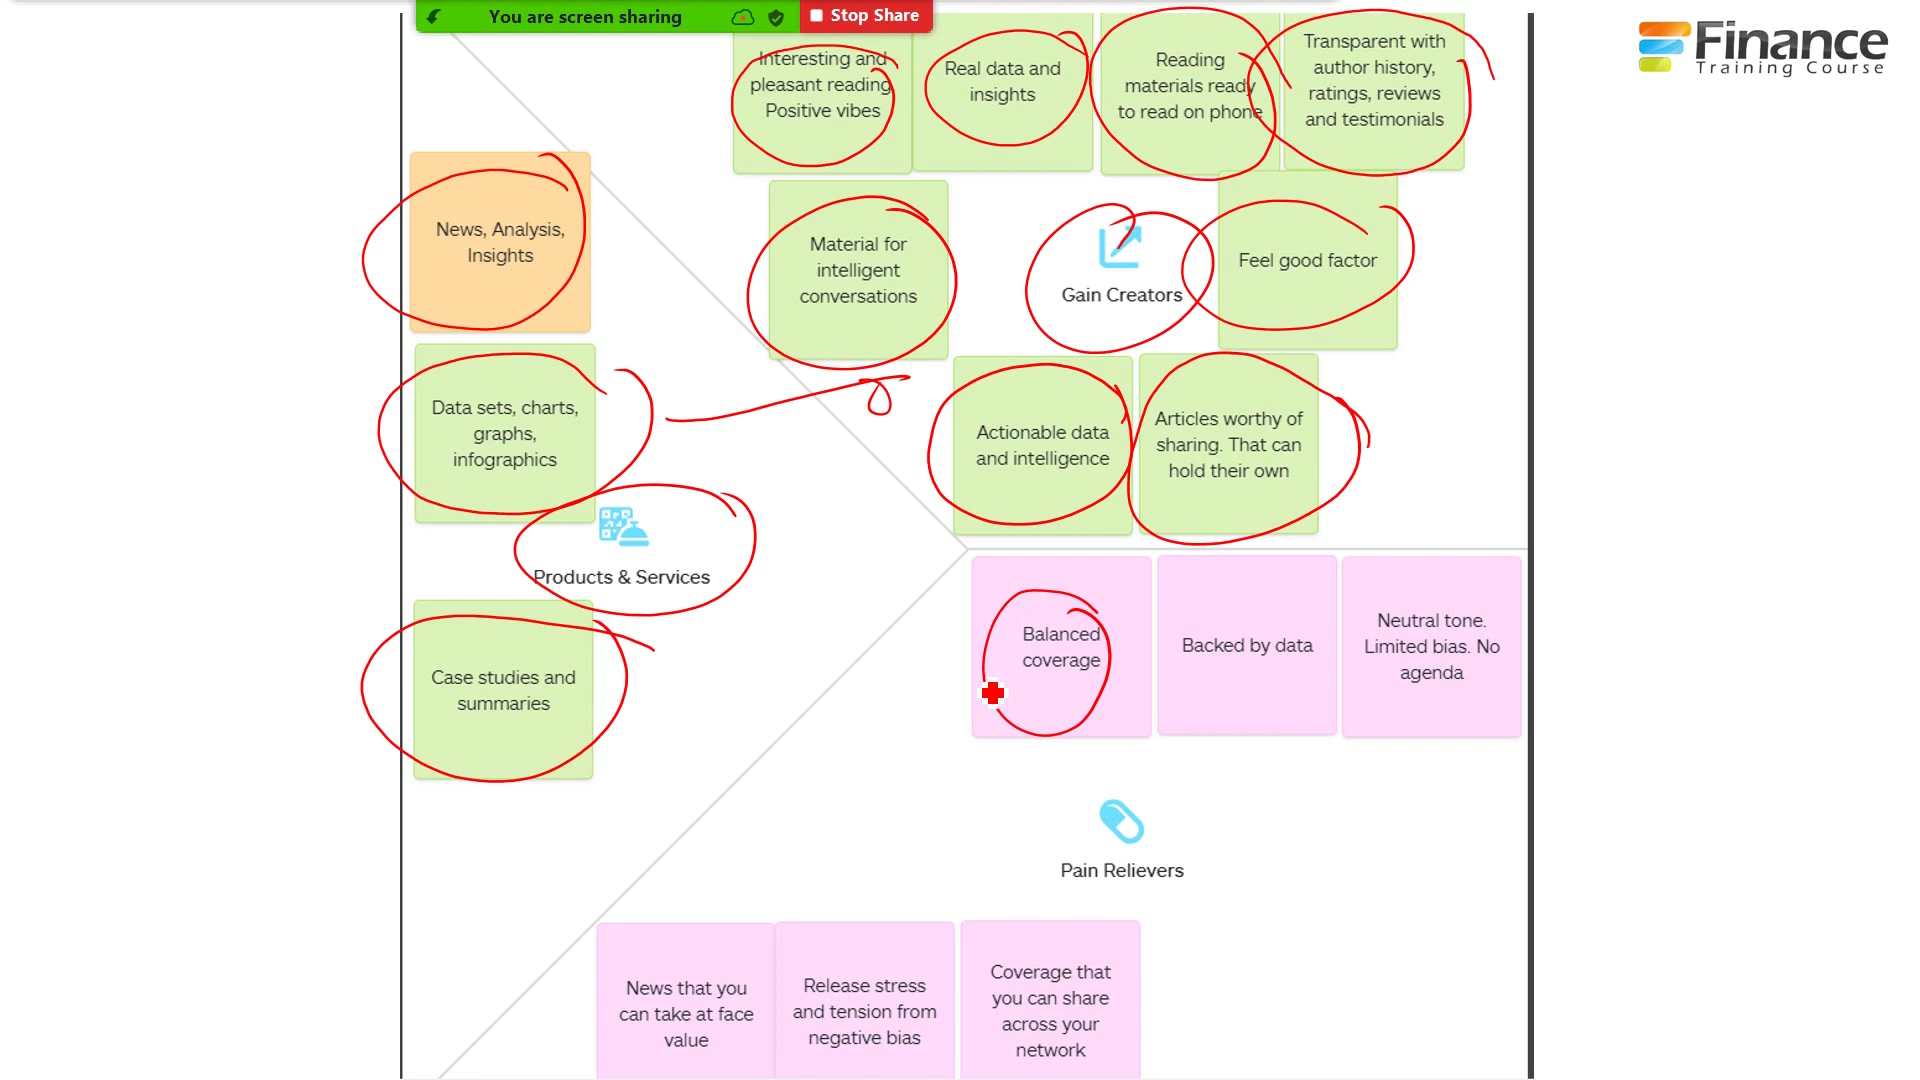 You are screen sharing
Stop Share
Finance
Training Course
Interesting and
pleasant reading
Positive vibes
Real data and
insights
Reading
materials ready
to read on phone
Transparent with
author history,
ratings, reviews
and testimonials
News, Analysis,
Insights
Material for
intelligent
conversations
Gain Creators
Feel good factor
Data sets, charts,
graphs,
infographics
Actionable data
and intelligence
Articles worthy of
sharing. That can
hold their own
Products & Services
Case studies and
summaries
Balanced
coverage
Backed by data
Neutral tone.
Limited bias. No
agenda
Pain Relievers
News that you
can take at face
value
Release stress
and tension from
negative bias
Coverage that
you can share
across your
network